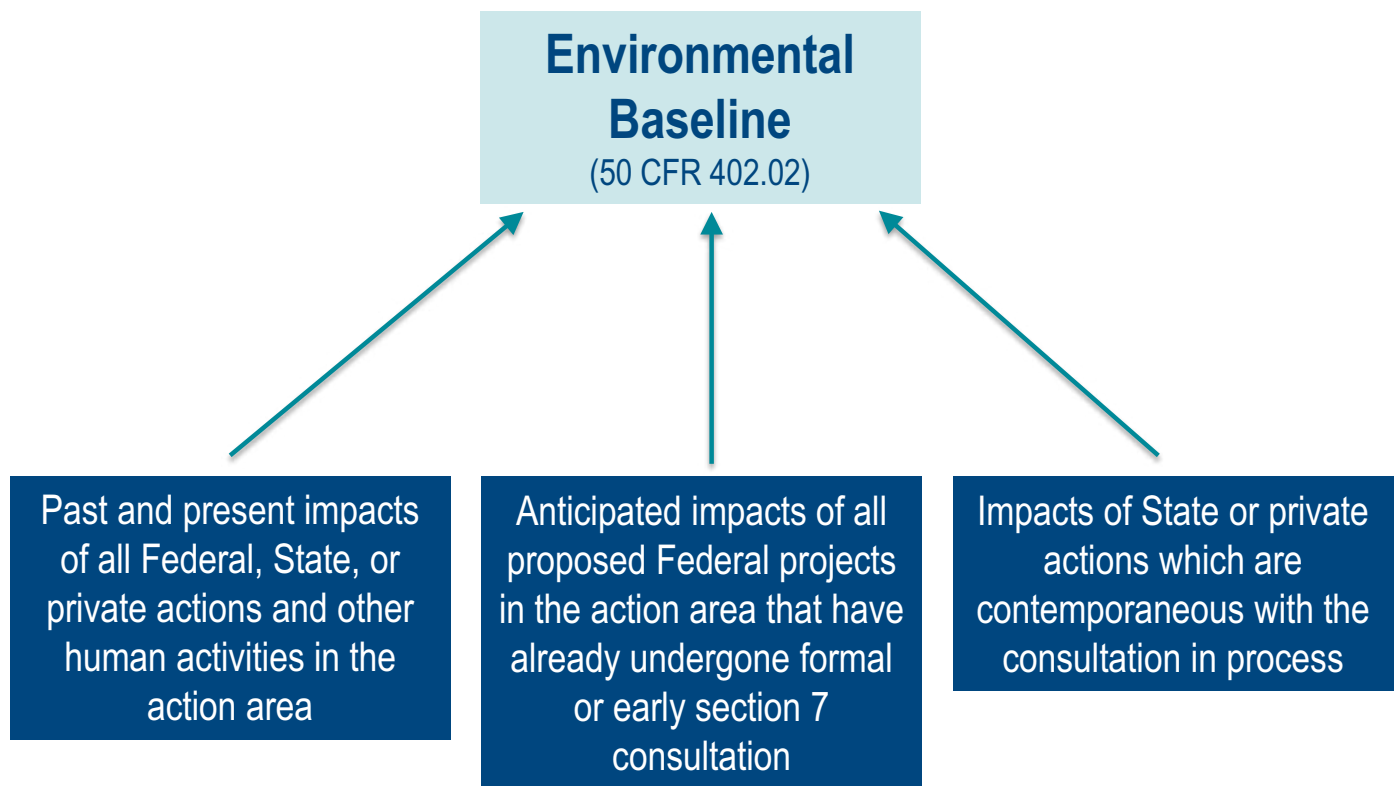 Environmental
Baseline
(50 CFR 402.02)
Past and present impacts
of all Federal, State, or
private actions and other
human activities in the
action area
Anticipated impacts of all
proposed Federal projects
in the action area that have
already undergone formal
or early section 7
consultation
Impacts of State or private
actions which are
contemporaneous with the
consultation in process